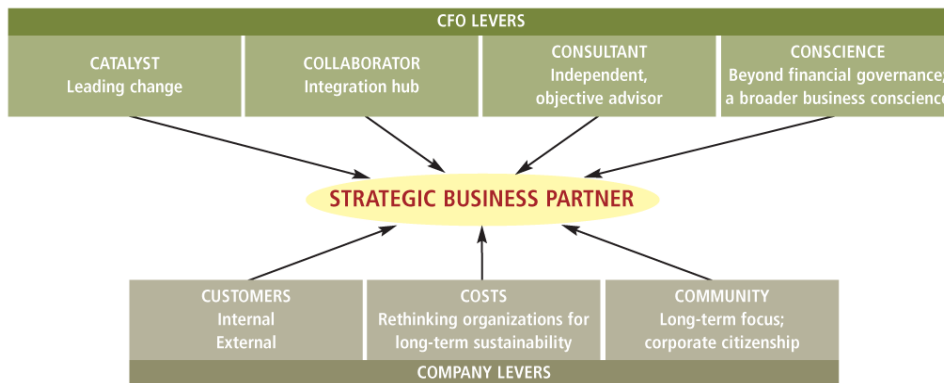 CFO LEVERS
CATALYST
Leading change
COLLABORATOR
Integration hub
CONSULTANT
Independent,
objective advisor
CONSCIENCE
Beyond financial governance;
a broader business conscience
STRATEGIC BUSINESS PARTNER
CUSTOMERS
Internal
External
COSTS
Rethinking organizations for
long-term sustainability
COMMUNITY
Long-term focus;
corporate citizenship
COMPANY LEVERS